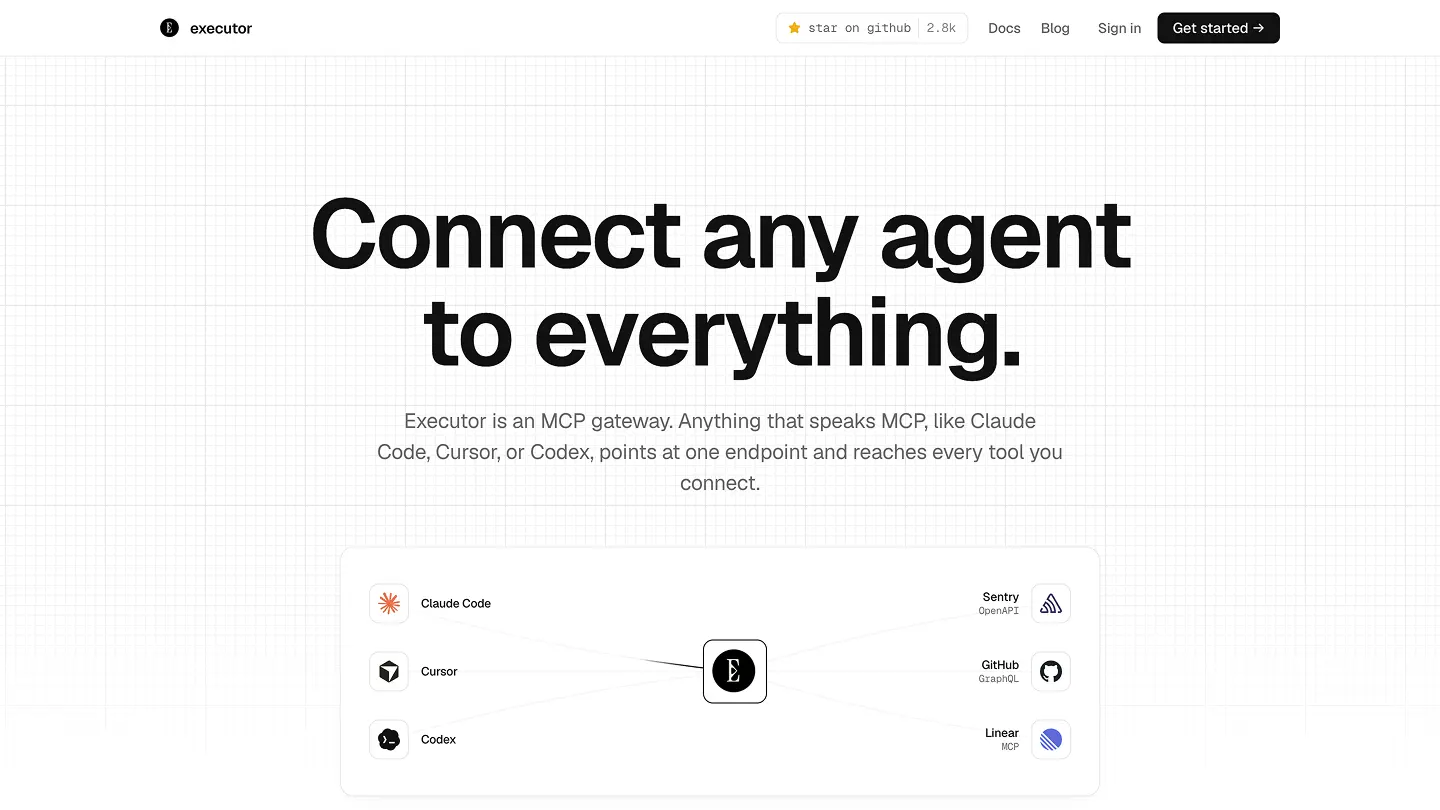 executor
star on github 2.8k
Docs
Blog
Sign in
Get started →
Connect any agent
to everything.
Executor is an MCP gateway. Anything that speaks MCP, like Claude
Code, Cursor, or Codex, points at one endpoint and reaches every tool you
connect.
Claude Code
Cursor
Codex
E
Sentry
OpenAPI
GitHub
GraphQL
Linear
MCP